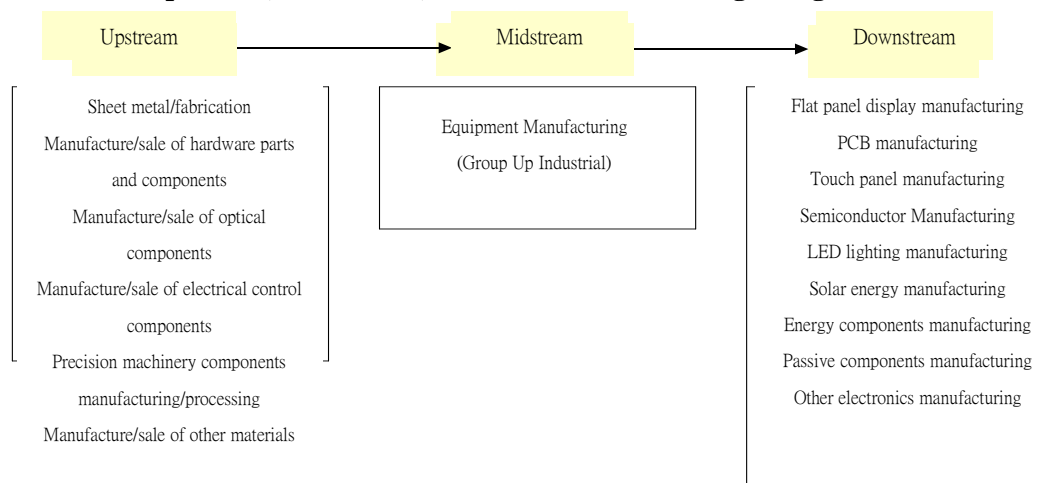 Upstream
Midstream
Downstream
Sheet metal/fabrication
Manufacture/sale of hardware parts
and components
Manufacture/sale of optical
components
Manufacture/sale of electrical control
components
Precision machinery components
manufacturing/processing
Manufacture/sale of other materials
Equipment Manufacturing
(Group Up Industrial)
Flat panel display manufacturing
PCB manufacturing
Touch panel manufacturing
Semiconductor Manufacturing
LED lighting manufacturing
Solar energy manufacturing
Energy components manufacturing
Passive components manufacturing
Other electronics manufacturing